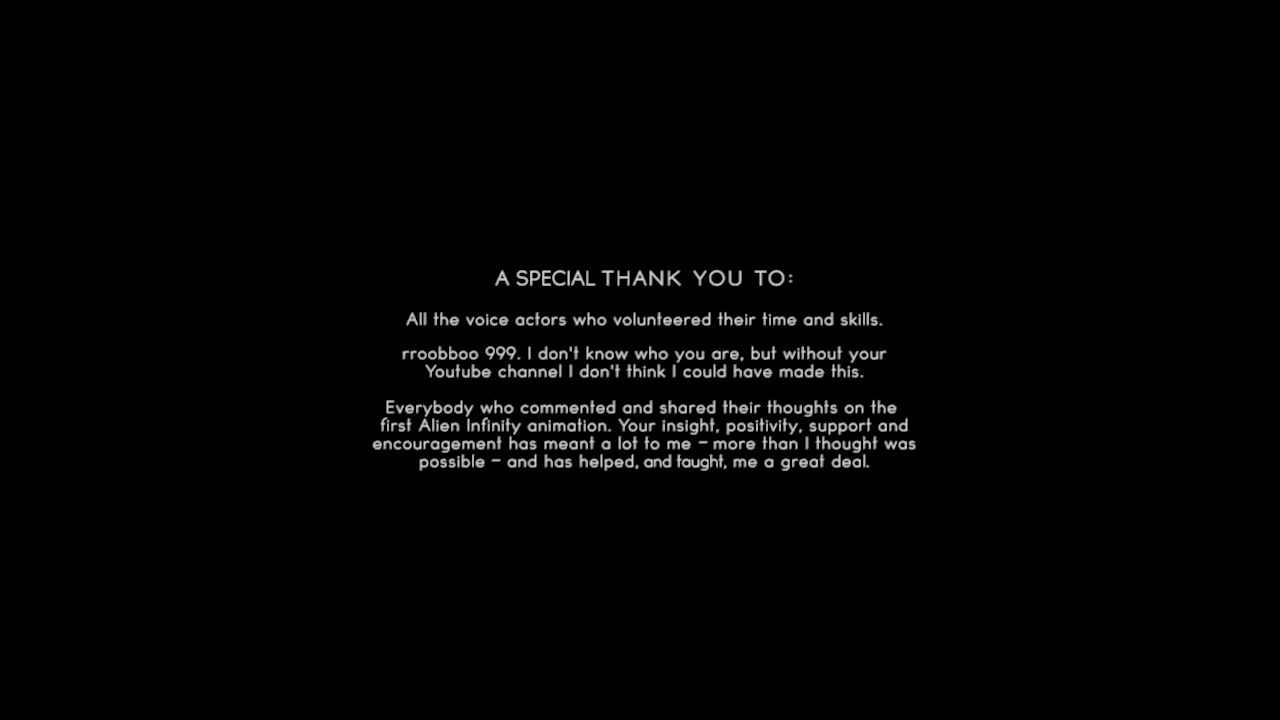 A SPECIAL THANK YOU TO:
All the voice actors who volunteered their time and skills.
rroobboo 999. I don't know who you are, but without your
Youtube channel I don't think I could have made this.
Everybody who commented and shared their thoughts on the
first Alien Infinity animation. Your insight, positivity, support and
encouragement has meant a lot to me – more than I thought was
possible – and has helped, and taught, me a great deal.